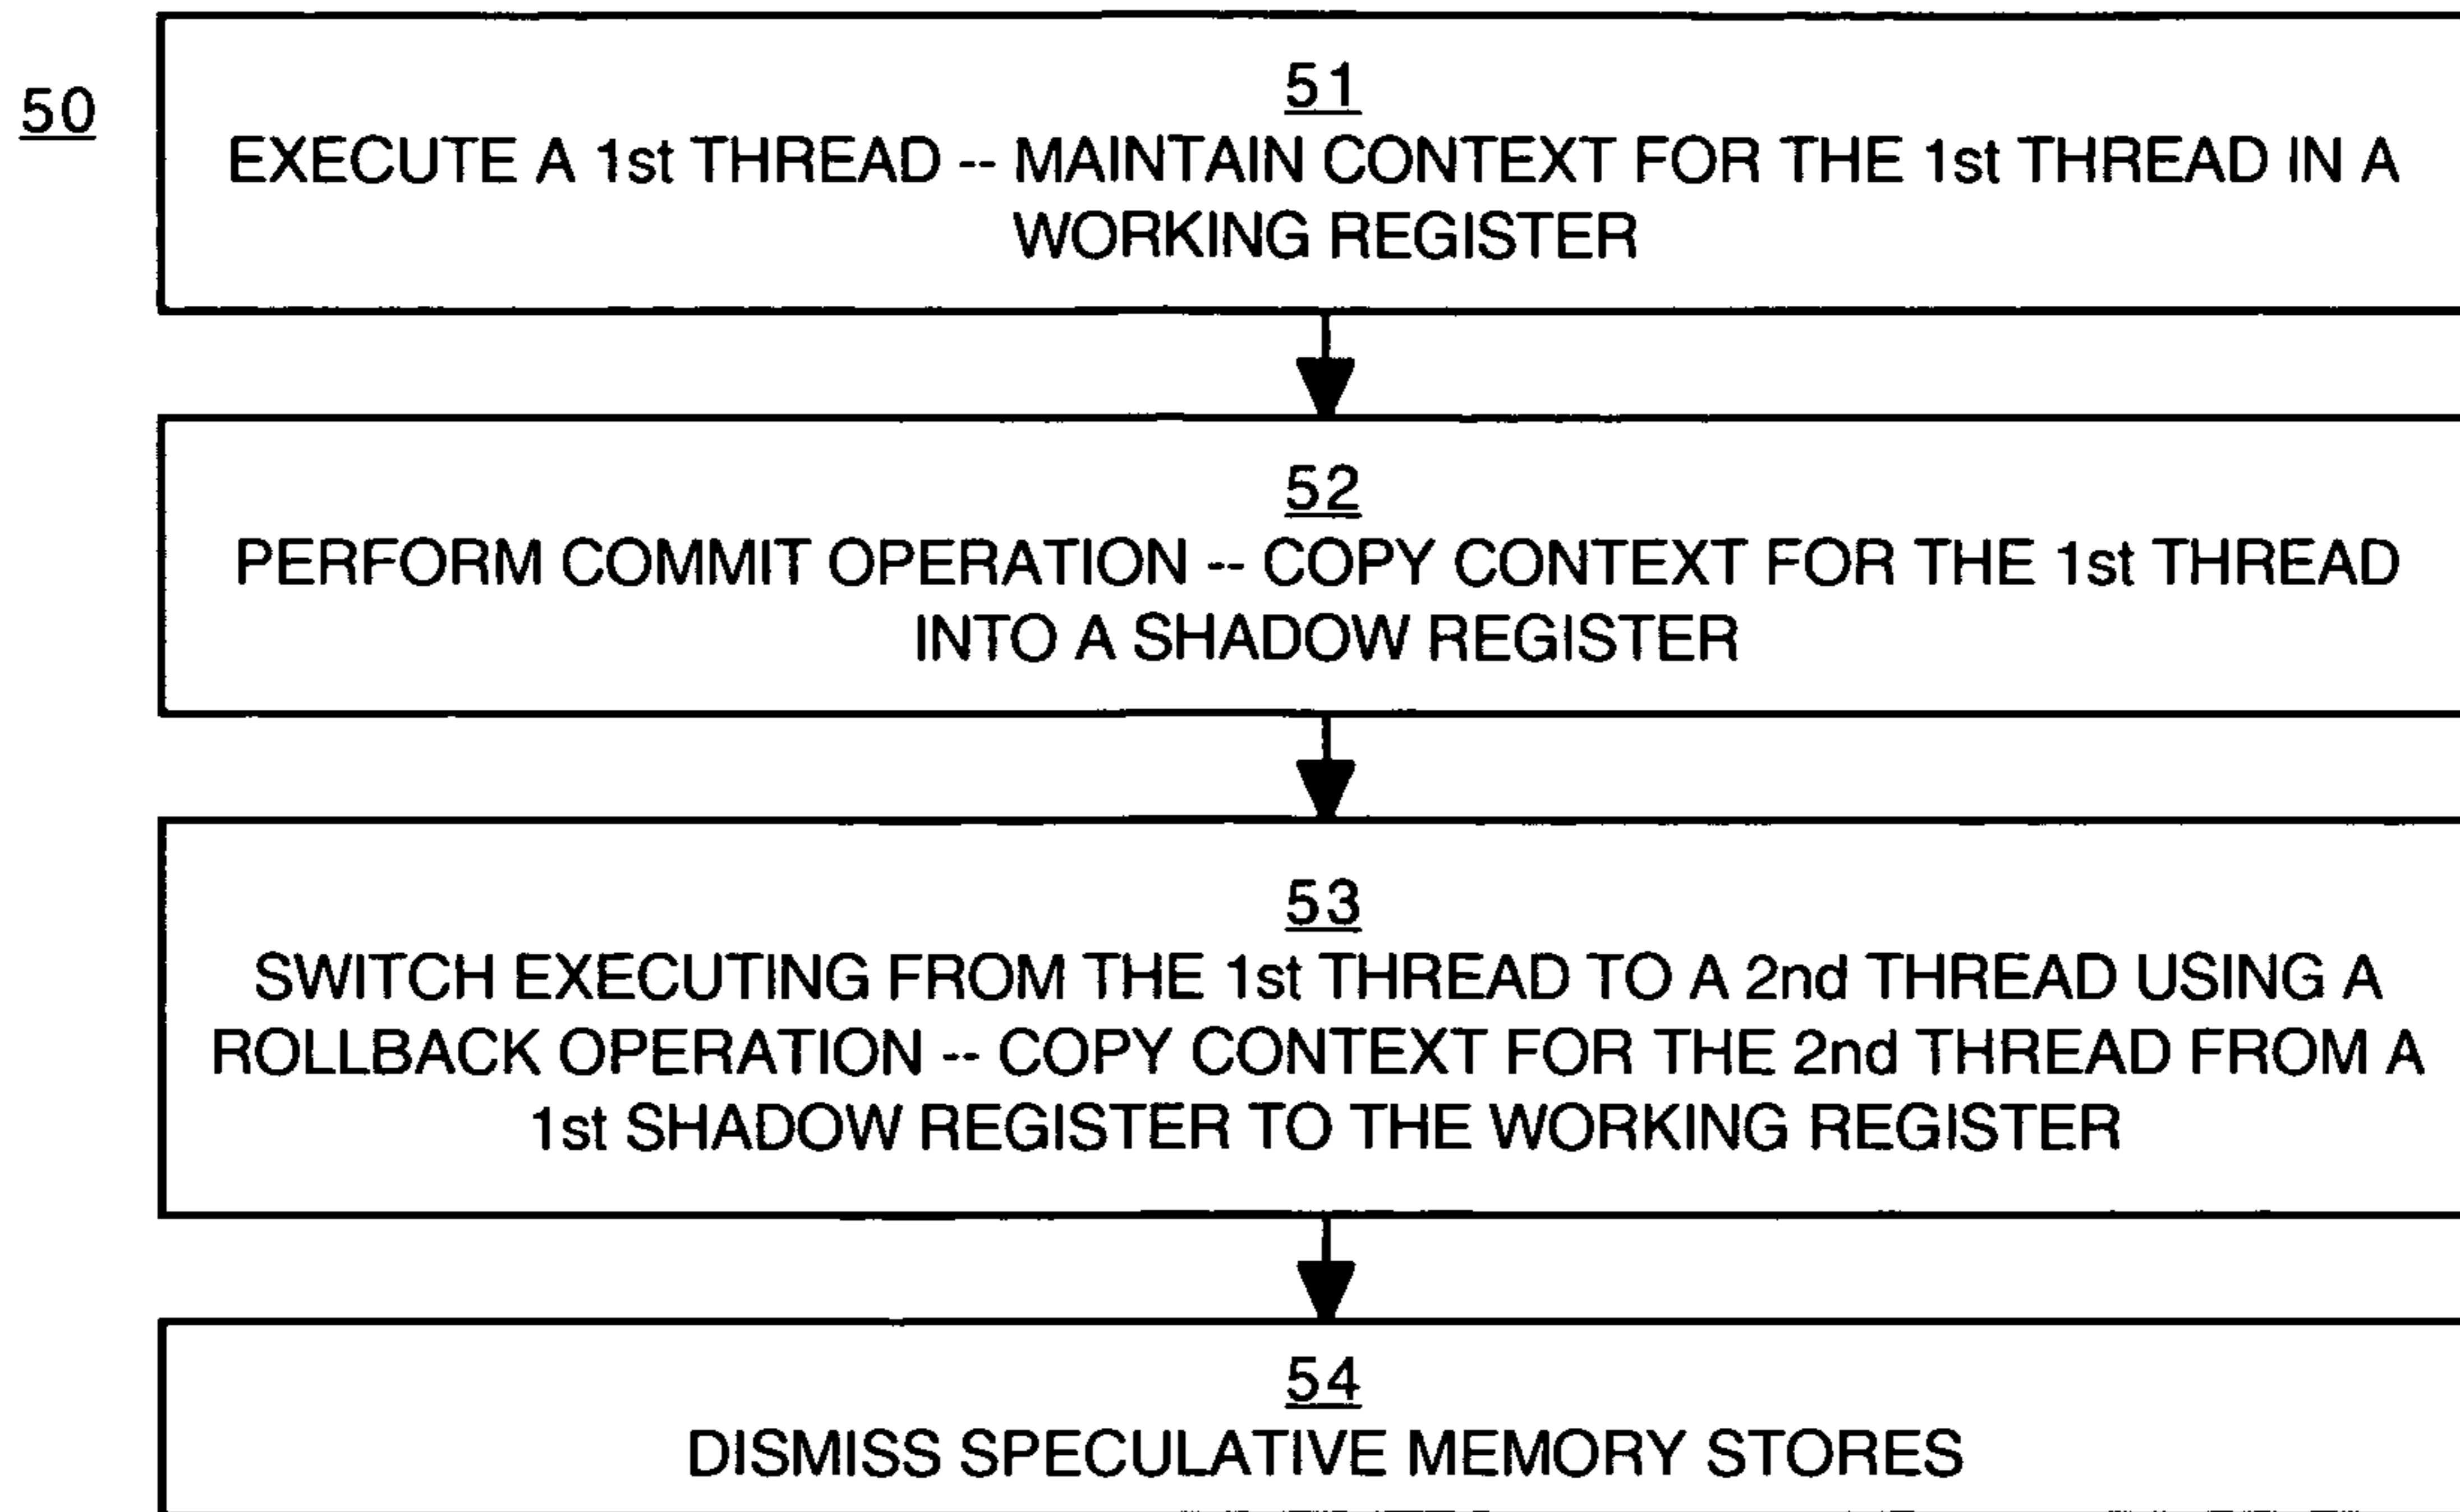 50
51
EXECUTE A 1st THREAD -- MAINTAIN CONTEXT FOR THE 1st THREAD IN A
WORKING REGISTER
52
PERFORM COMMIT OPERATION -- COPY CONTEXT FOR THE 1st THREAD
INTO A SHADOW REGISTER
53
SWITCH EXECUTING FROM THE 1st THREAD TO A 2nd THREAD USING A
ROLLBACK OPERATION -- COPY CONTEXT FOR THE 2nd THREAD FROM A
1st SHADOW REGISTER TO THE WORKING REGISTER
54
DISMISS SPECULATIVE MEMORY STORES